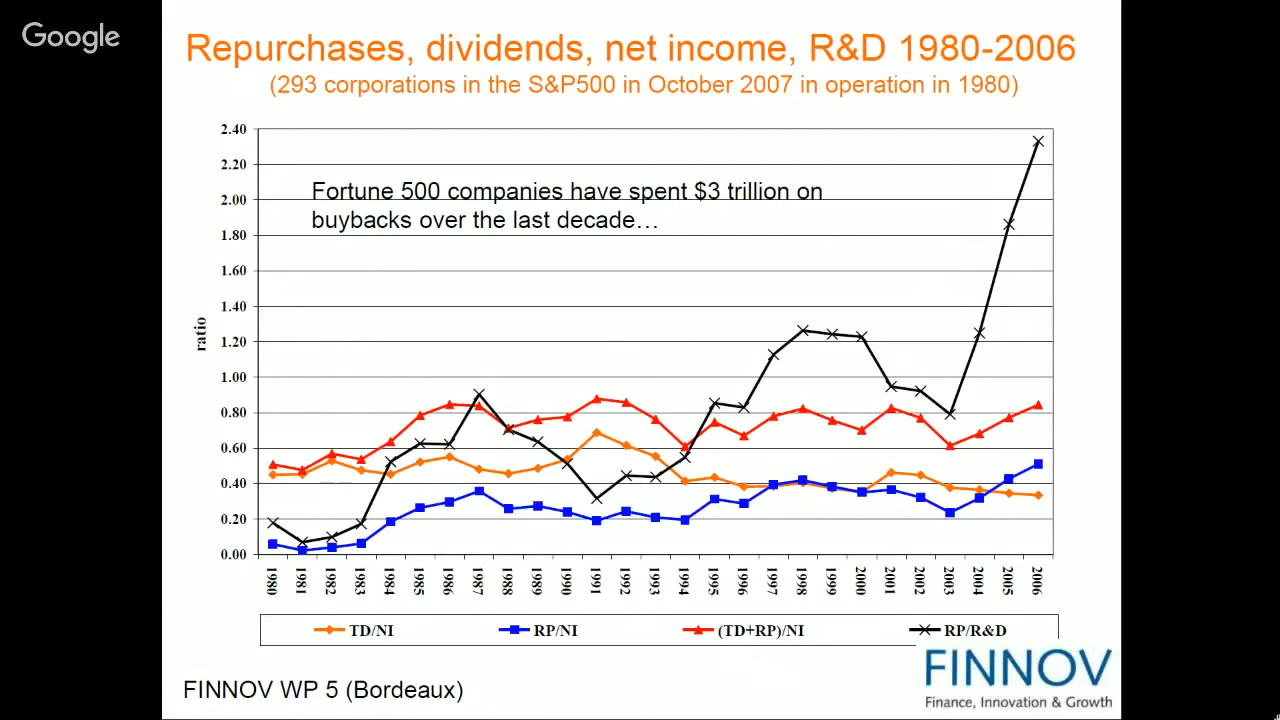 Google
Repurchases, dividends, net income, R&D 1980-2006
(293 corporations in the S&P500 in October 2007 in operation in 1980)
Fortune 500 companies have spent $3 trillion on
buybacks over the last decade…
ratio
2.40
2.20
2.00
1.80
1.60
1.40
1.20
1.00
0.80
0.60
0.40
0.20
0.00
1980 1981 1982 1983 1984 1985 1986 1987 1988 1989 1990 1991 1992 1993 1994 1995 1996 1997 1998 1999 2000 2001 2002 2003 2004 2005 2006
TD/NI RP/NI (TD+RP)/NI RP/R&D
FINNOV WP 5 (Bordeaux)
FINNOV
Finance, Innovation & Growth